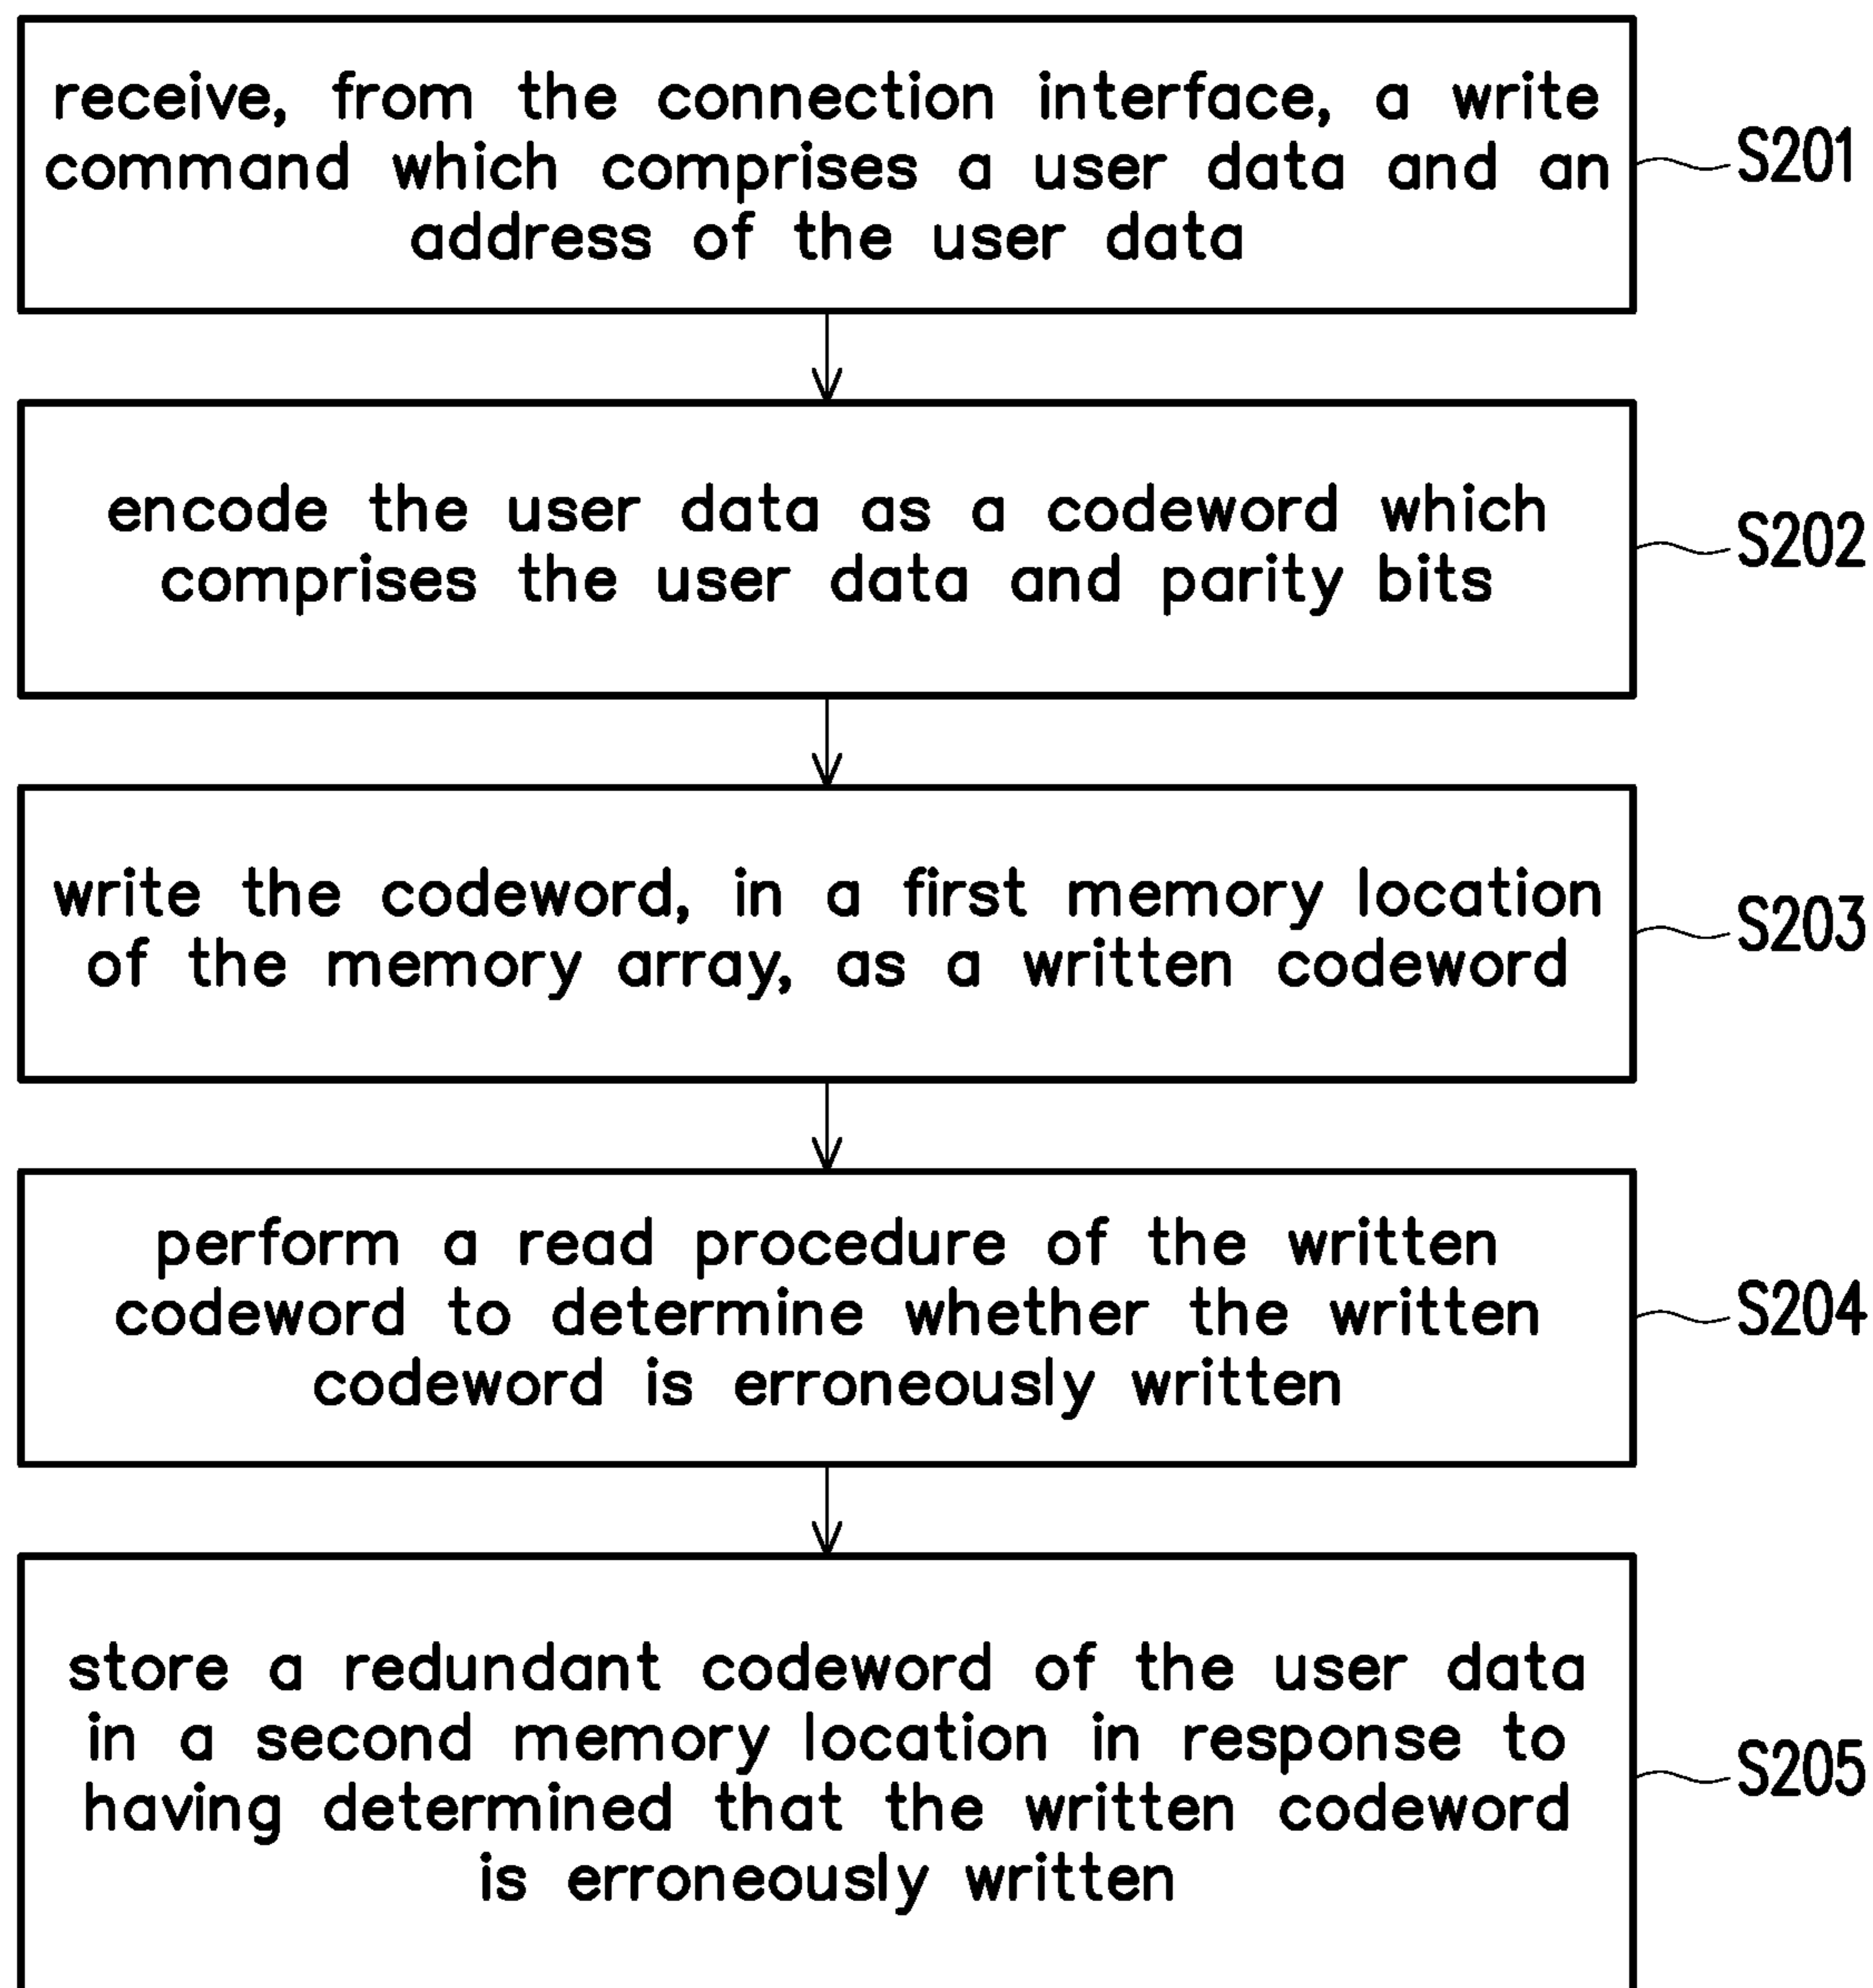 receive, from the connection interface, a write
command which comprises a user data and an
address of the user data
S201
encode the user data as a codeword which
comprises the user data and parity bits
S202
write the codeword, in a first memory location
of the memory array, as a written codeword
S203
perform a read procedure of the written
codeword to determine whether the written
codeword is erroneously written
S204
store a redundant codeword of the user data
in a second memory location in response to
having determined that the written codeword
is erroneously written
S205